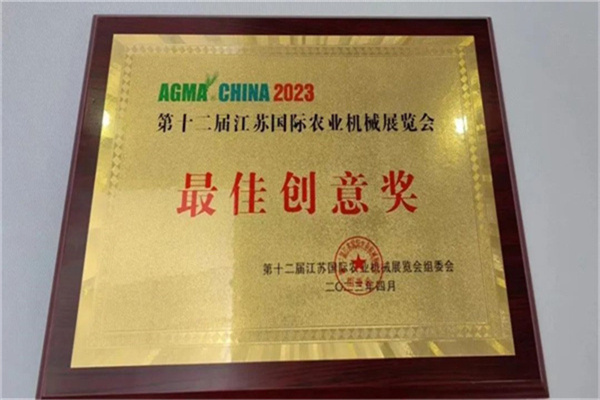 AGMA CHINA 2023
第十二届江苏国际农业机械展览会
最佳创意奖
第十二届江苏国际农业机械展览会组委会
二〇二三年四月